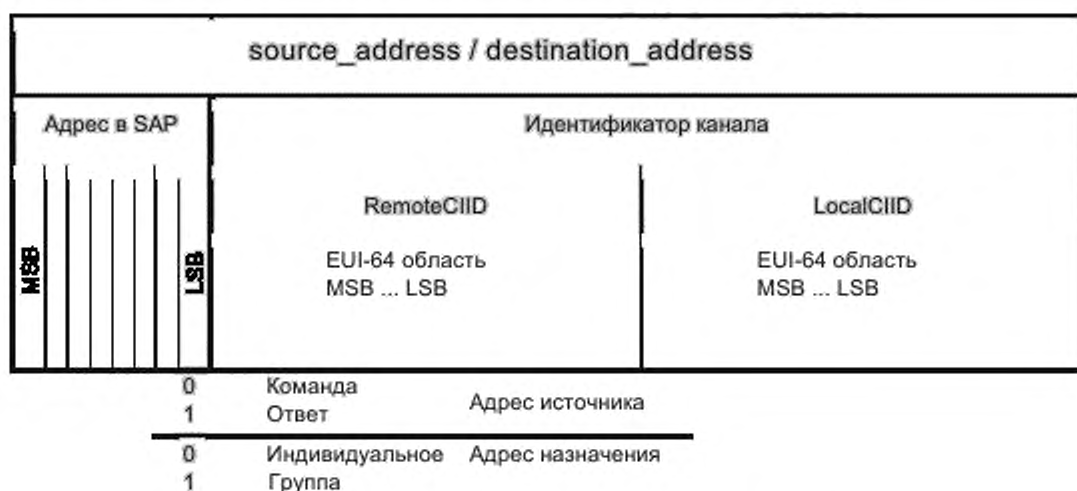 source_address / destination_address
Адрес в SAP
Идентификатор канала
MSB
LSB
RemoteCIID
LocalCIID
EUI-64 область
MSB ... LSB
EUI-64 область
MSB ... LSB
0 Команда
1 Ответ
Адрес источника
0 Индивидуальное Адрес назначения
1 Группа